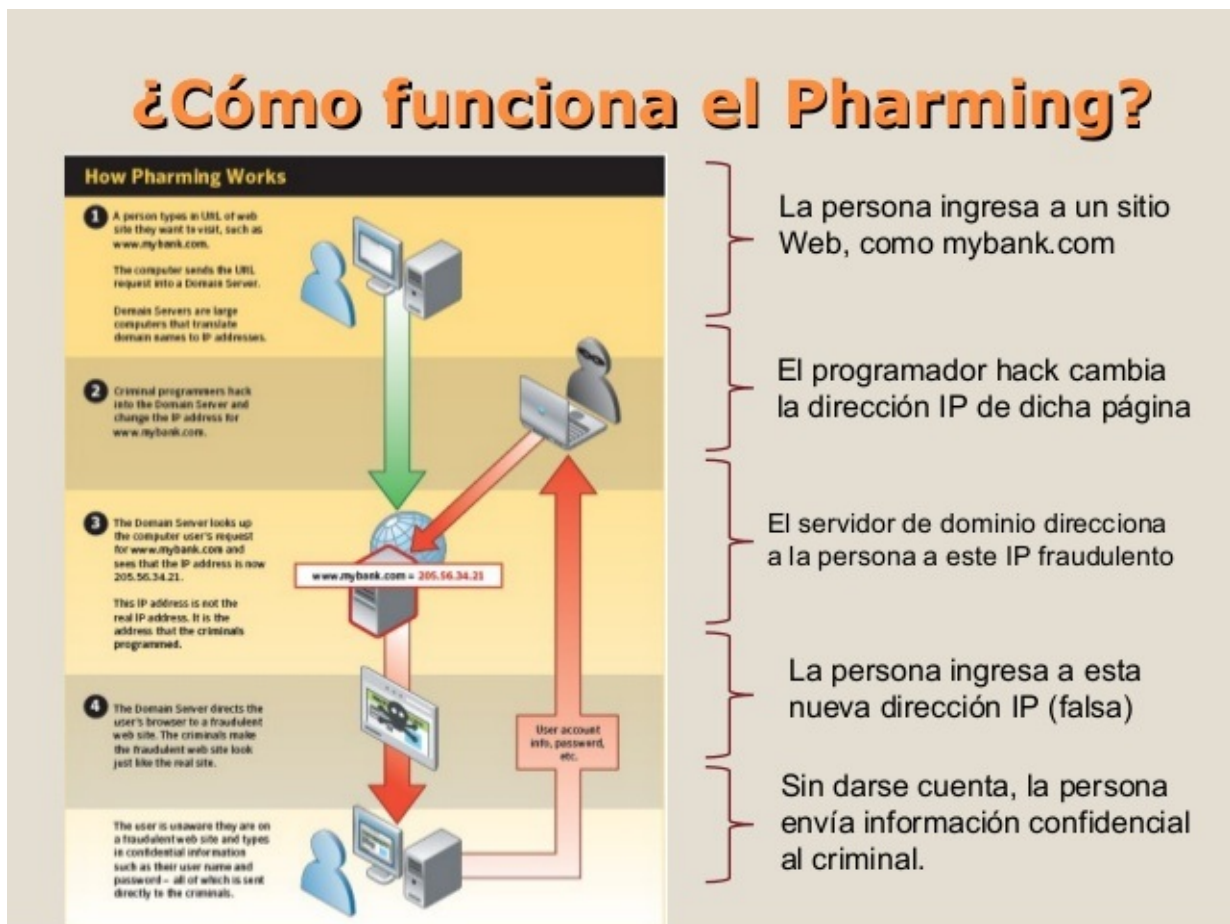 ¿Cómo funciona el Pharming?
How Pharming Works
1 A person types in URL of web
site they want to visit, such as
www.mybank.com.
The computer sends the URL
request into a Domain Server.
Domain Servers are large
computers that translate
domain names to IP addresses.
2 Criminal programmers hack
into the Domain Server and
change the IP address for
www.mybank.com.
3 The Domain Server looks up
the computer user's request
for www.mybank.com and
sees that the IP address is now
205.56.34.21.
This IP address is not the
real IP address. It is the
address that the criminals
programmed.
www.mybank.com = 205.56.34.21
4 The Domain Server directs the
user's browser to a fraudulent
web site. The criminals make
the fraudulent web site look
just like the real site.
User account
info, password,
etc.
The user is unaware they are on
a fraudulent web site and types
in confidential information
such as their user name and
password – all of which is sent
directly to the criminals.
La persona ingresa a un sitio
Web, como mybank.com
El programador hack cambia
la dirección IP de dicha página
El servidor de dominio direcciona
a la persona a este IP fraudulento
La persona ingresa a esta
nueva dirección IP (falsa)
Sin darse cuenta, la persona
envía información confidencial
al criminal.